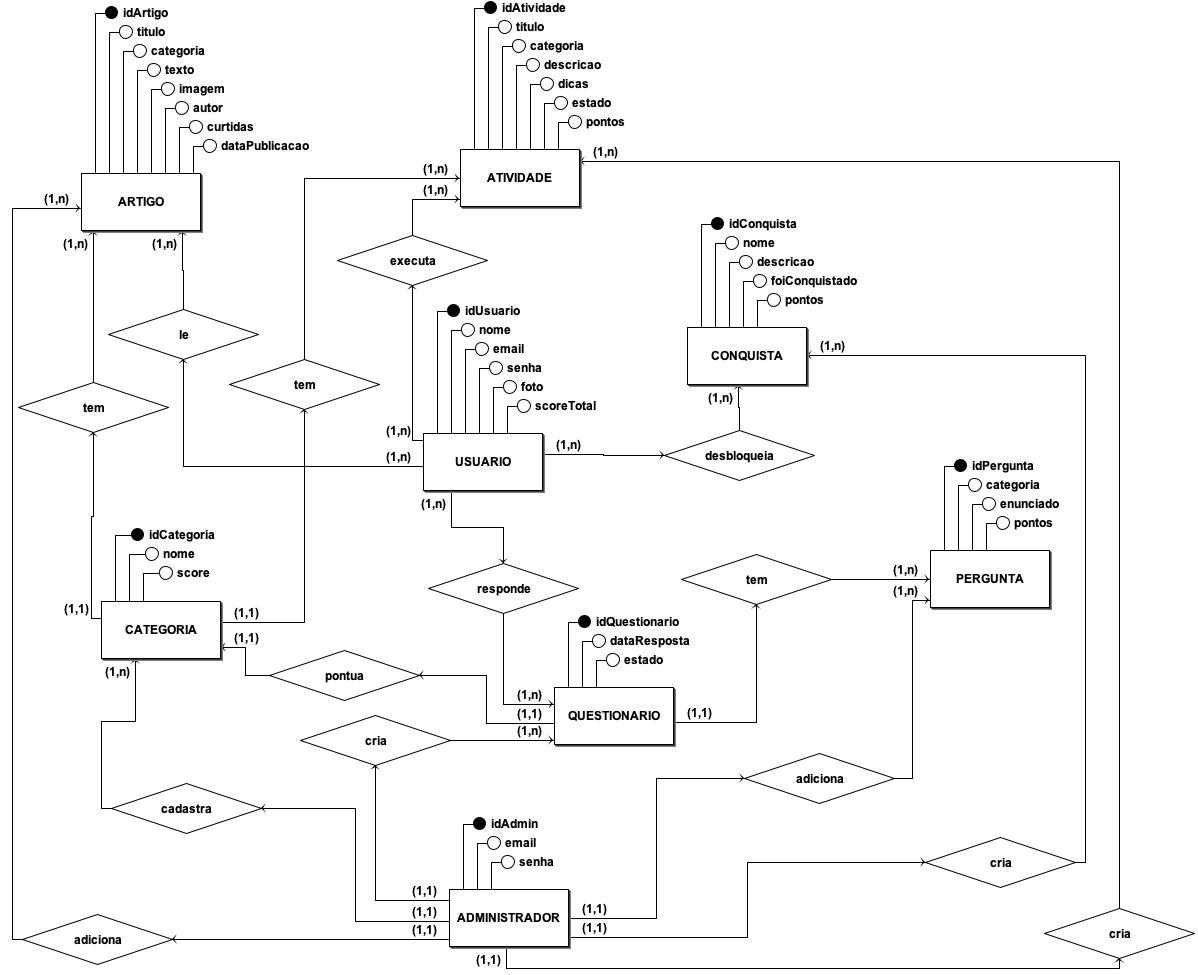 idArtigo
titulo
categoria
texto
imagem
autor
curtidas
dataPublicacao
ARTIGO
(1,n)
(1,n)
(1,n)
idAtividade
titulo
categoria
descricao
dicas
estado
pontos
ATIVIDADE
(1,n)
(1,n)
(1,n)
executa
le
tem
tem
idConquista
nome
descricao
foiConquistado
pontos
CONQUISTA
(1,n)
(1,n)
idUsuario
nome
email
senha
foto
scoreTotal
USUARIO
(1,n)
(1,n)
(1,n)
(1,n)
desbloqueia
idPergunta
categoria
enunciado
pontos
PERGUNTA
(1,n)
(1,n)
idCategoria
nome
score
CATEGORIA
(1,1)
(1,1)
(1,1)
(1,n)
responde
tem
pontua
idQuestionario
dataResposta
estado
QUESTIONARIO
(1,n)
(1,1)
(1,n)
(1,1)
cria
cadastra
adiciona
idAdmin
email
senha
ADMINISTRADOR
(1,1)
(1,1)
(1,1)
(1,1)
(1,1)
(1,1)
cria
adiciona
cria